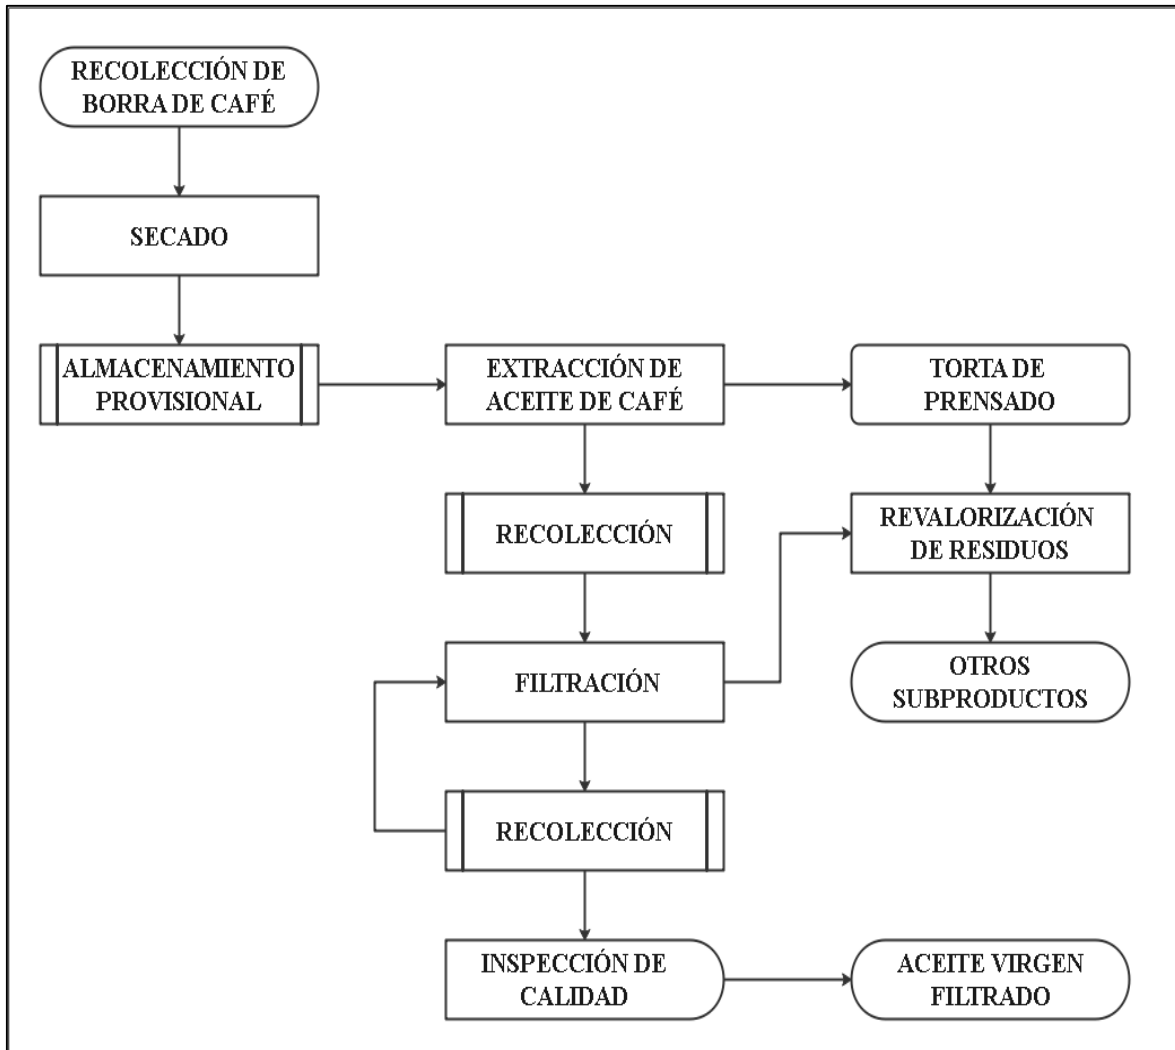 RECOLECCIÓN DE
BORRA DE CAFÉ
SECADO
ALMACENAMIENTO
PROVISIONAL
EXTRACCIÓN DE
ACEITE DE CAFÉ
TORTA DE
PRENSADO
RECOLECCIÓN
REVALORIZACIÓN
DE RESIDUOS
FILTRACIÓN
OTROS
SUBPRODUCTOS
RECOLECCIÓN
INSPECCIÓN DE
CALIDAD
ACEITE VIRGEN
FILTRADO